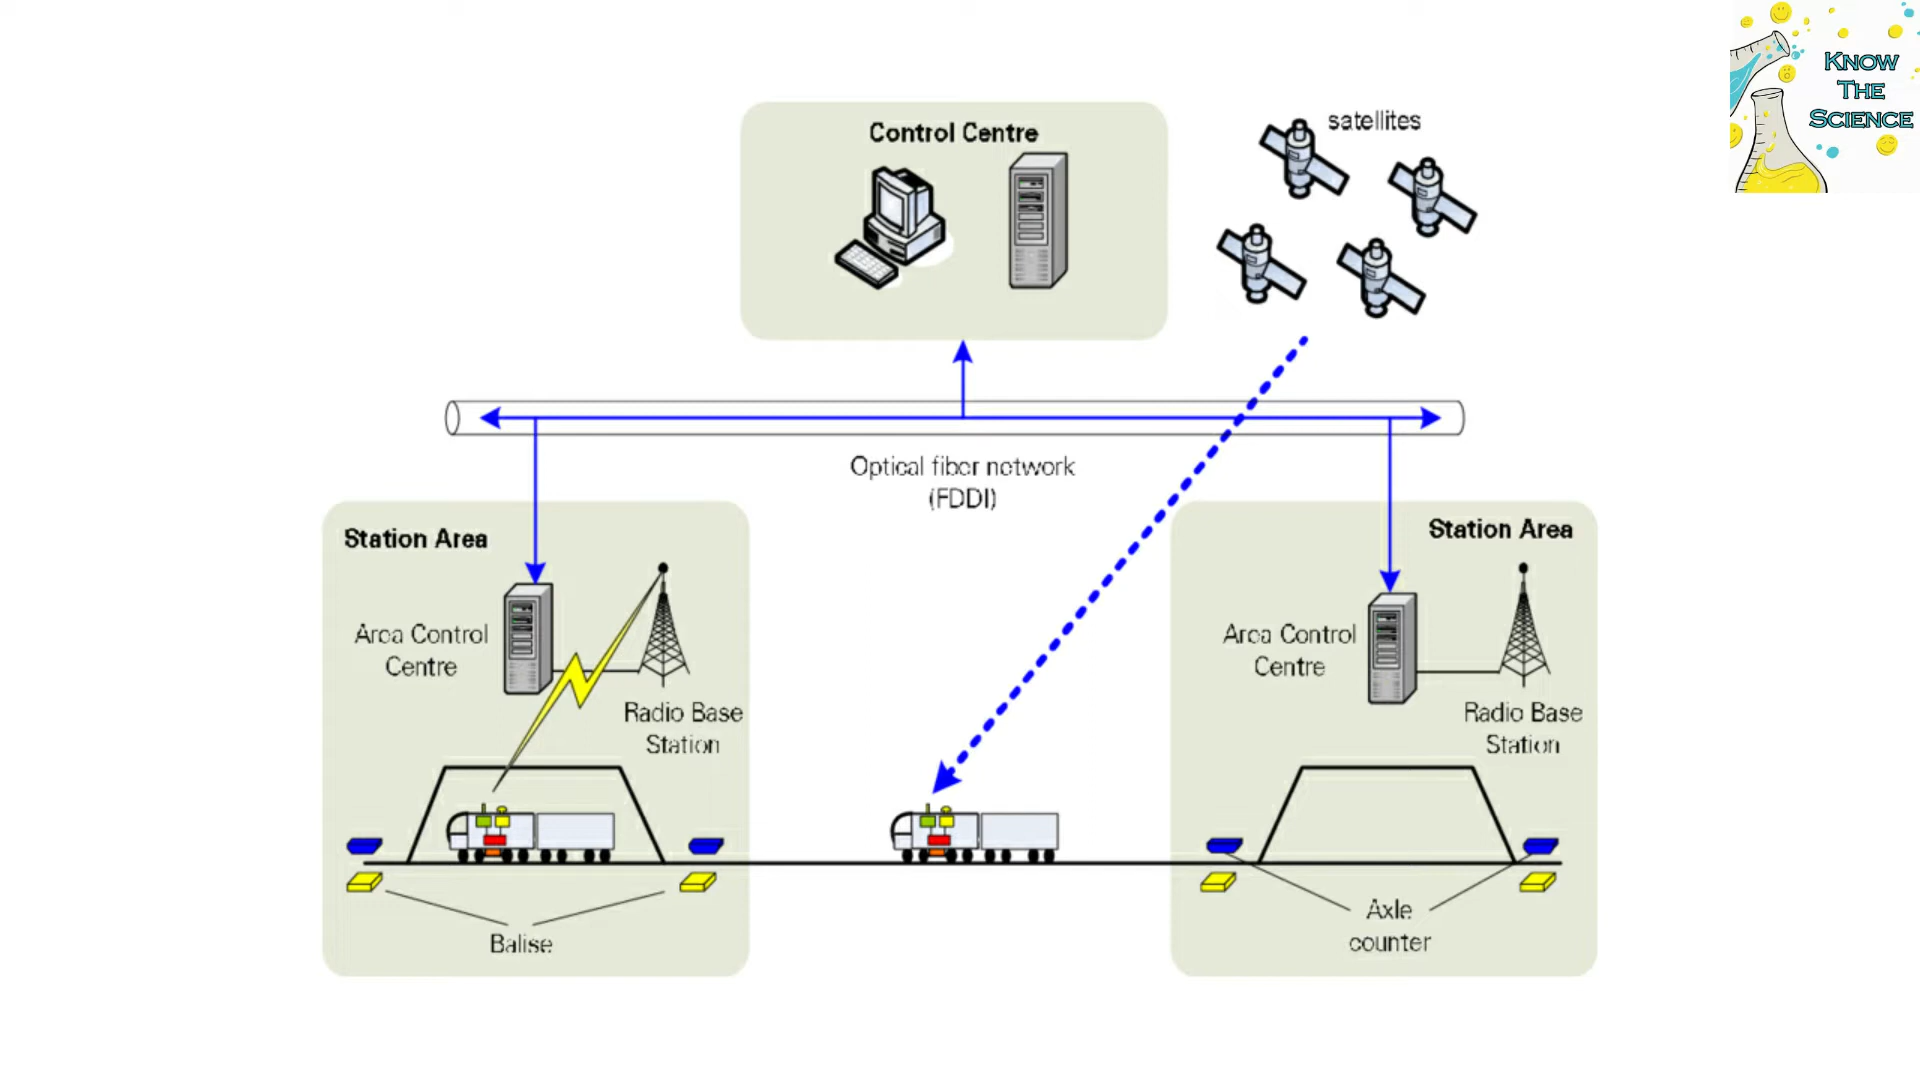 Know
The
Science
Control Centre
satellites
Optical fiber network
(FDDI)
Station Area
Area Control
Centre
Radio Base
Station
Balise
Station Area
Area Control
Centre
Radio Base
Station
Axle
counter